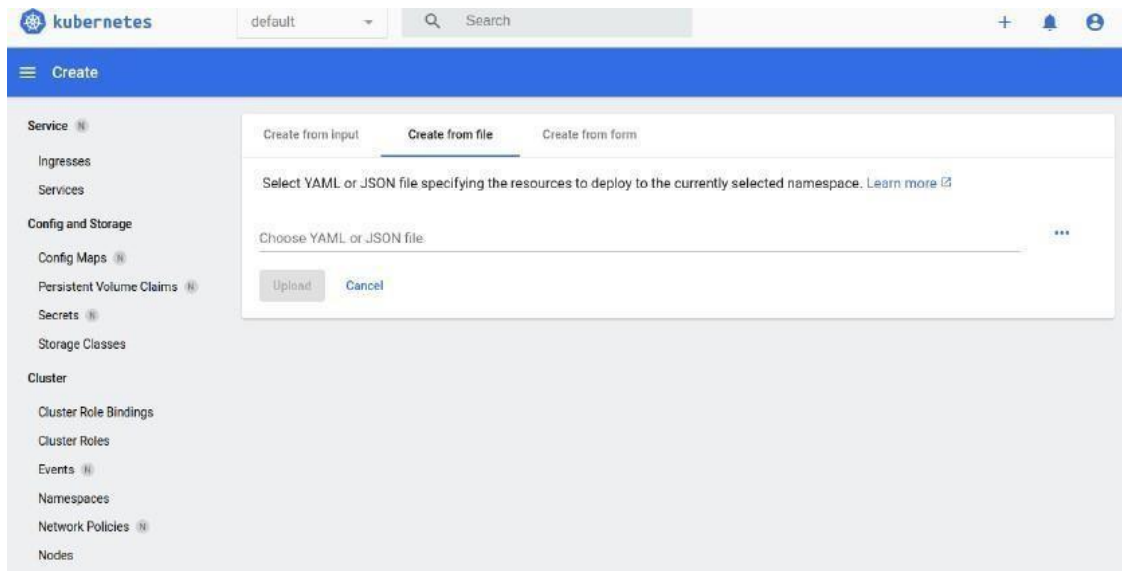 kubernetes
default
Search
Create
Service N
Ingresses
Services
Config and Storage
Config Maps N
Persistent Volume Claims N
Secrets N
Storage Classes
Cluster
Cluster Role Bindings
Cluster Roles
Events N
Namespaces
Network Policies N
Nodes
Create from input
Create from file
Create from form
Select YAML or JSON file specifying the resources to deploy to the currently selected namespace. Learn more
Choose YAML or JSON file
Upload
Cancel